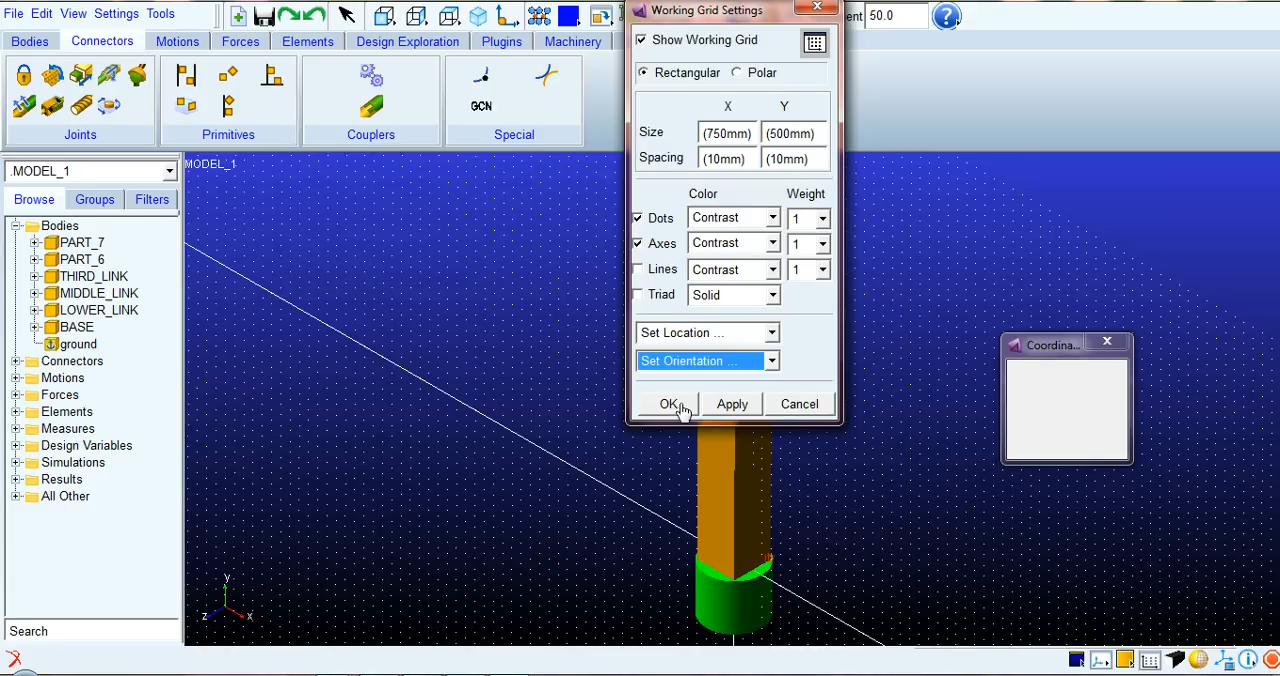 File Edit View Settings Tools
Working Grid Settings
50.0
Bodies Connectors Motions Forces Elements Design Exploration Plugins Machinery
Show Working Grid
Rectangular Polar
GCN
X Y
Size (750mm) (500mm)
Spacing (10mm) (10mm)
Joints Primitives Couplers Special
.MODEL_1
MODEL_1
Browse Groups Filters
Color Weight
Dots Contrast 1
Axes Contrast 1
Lines Contrast 1
Triad Solid
Set Location ...
Set Orientation ...
OK Apply Cancel
Coordina...
Bodies
PART_7
PART_6
THIRD_LINK
MIDDLE_LINK
LOWER_LINK
BASE
ground
Connectors
Motions
Forces
Elements
Measures
Design Variables
Simulations
Results
All Other
y
z x
Search